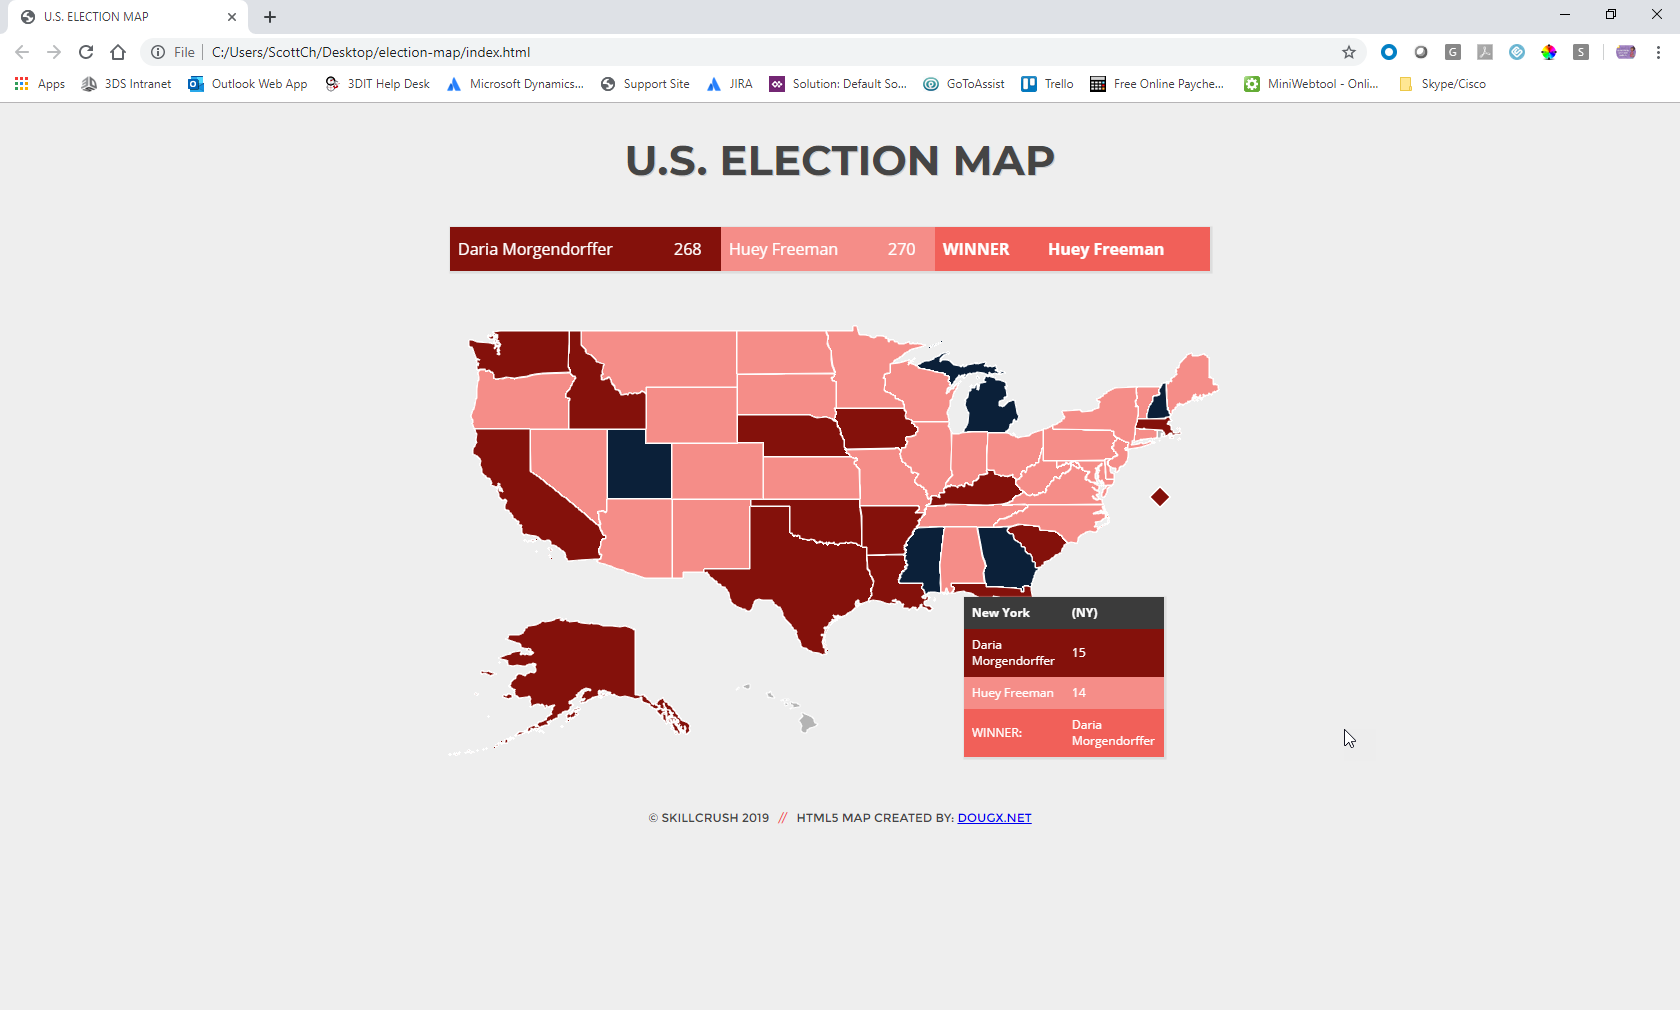 U.S. ELECTION MAP
File C:/Users/ScottCh/Desktop/election-map/index.html
G
S
Apps 3DS Intranet Outlook Web App 3DIT Help Desk Microsoft Dynamics... Support Site JIRA Solution: Default So... GoToAssist Trello Free Online Payche... MiniWebtool - Onli... Skype/Cisco
U.S. ELECTION MAP
Daria Morgendorffer 268 Huey Freeman 270 WINNER Huey Freeman
New York (NY)
Daria
Morgendorffer 15
Huey Freeman 14
WINNER: Daria
Morgendorffer
© SKILLCRUSH 2019 // HTML5 MAP CREATED BY: DOUGX.NET